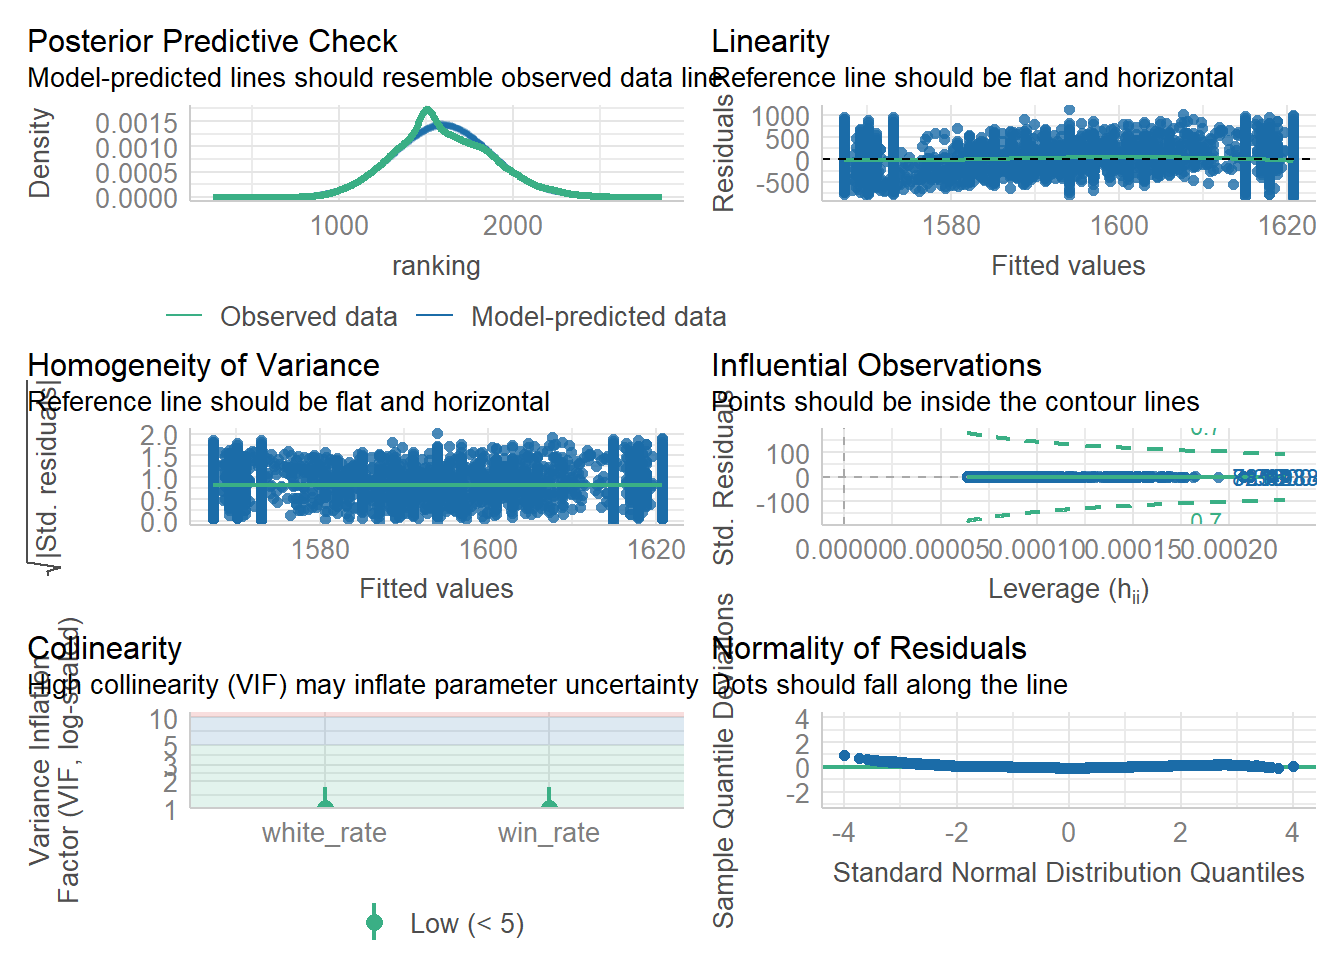 Posterior Predictive Check
Model-predicted lines should resemble observed data line
Density
0.0015
0.0010
0.0005
0.0000
1000
2000
ranking
Observed data
Model-predicted data
Linearity
Reference line should be flat and horizontal
Residuals
1000
500
0
-500
1580
1600
1620
Fitted values
Homogeneity of Variance
Reference line should be flat and horizontal
√|Std. residuals|
2.0
1.5
1.0
0.5
0.0
1580
1600
1620
Fitted values
Influential Observations
Points should be inside the contour lines
Std. Residuals
100
0
-100
0.7
0.7
0.00000
0.00005
0.00010
0.00015
0.00020
Leverage (hii)
Collinearity
High collinearity (VIF) may inflate parameter uncertainty
Variance Inflation
Factor (VIF, log-scaled)
10
5
3
2
1
white_rate
win_rate
Low (< 5)
Normality of Residuals
Dots should fall along the line
Sample Quantile Deviations
4
2
0
-2
-4
-2
0
2
4
Standard Normal Distribution Quantiles